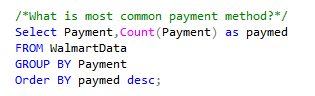 /*What is most common payment method?*/
Select Payment,Count(Payment) as paymed
FROM WalmartData
GROUP BY Payment
Order BY paymed desc;